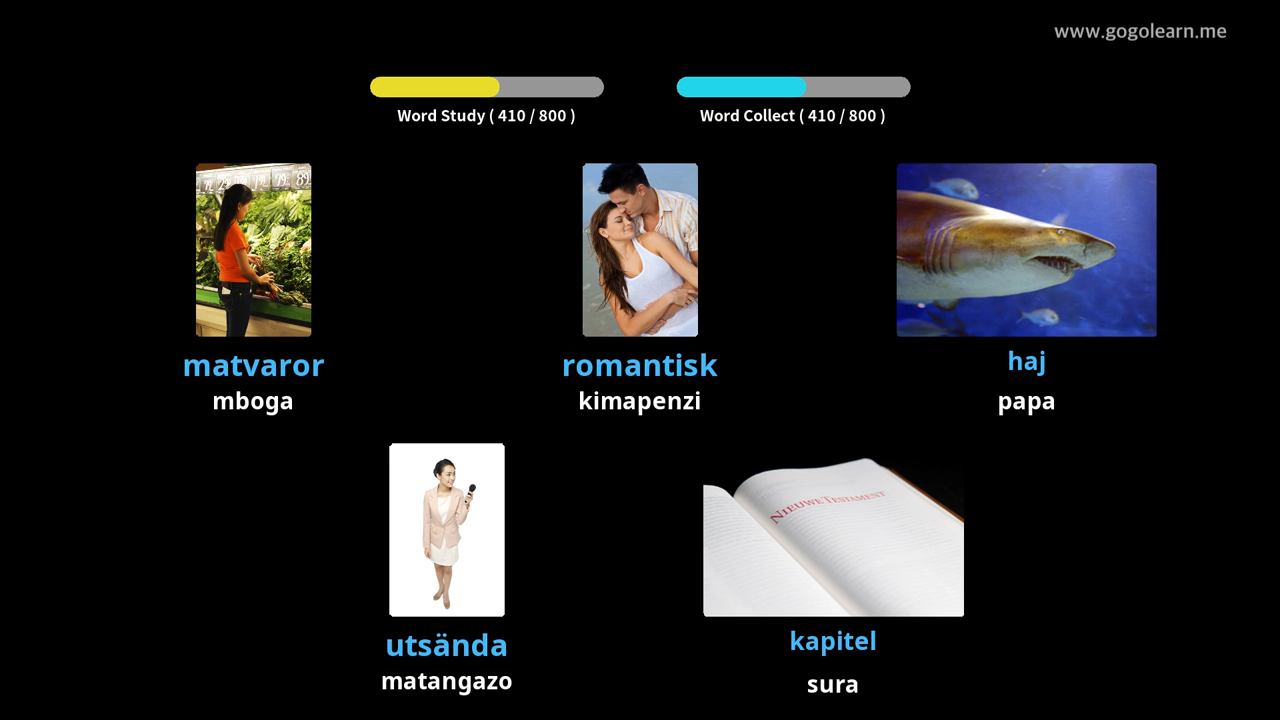 www.gogolearn.me
Word Study ( 410 / 800 )
Word Collect ( 410 / 800 )
matvaror
mboga
romantisk
kimapenzi
haj
papa
utsända
matangazo
NIEUWE TESTAMENT
kapitel
sura